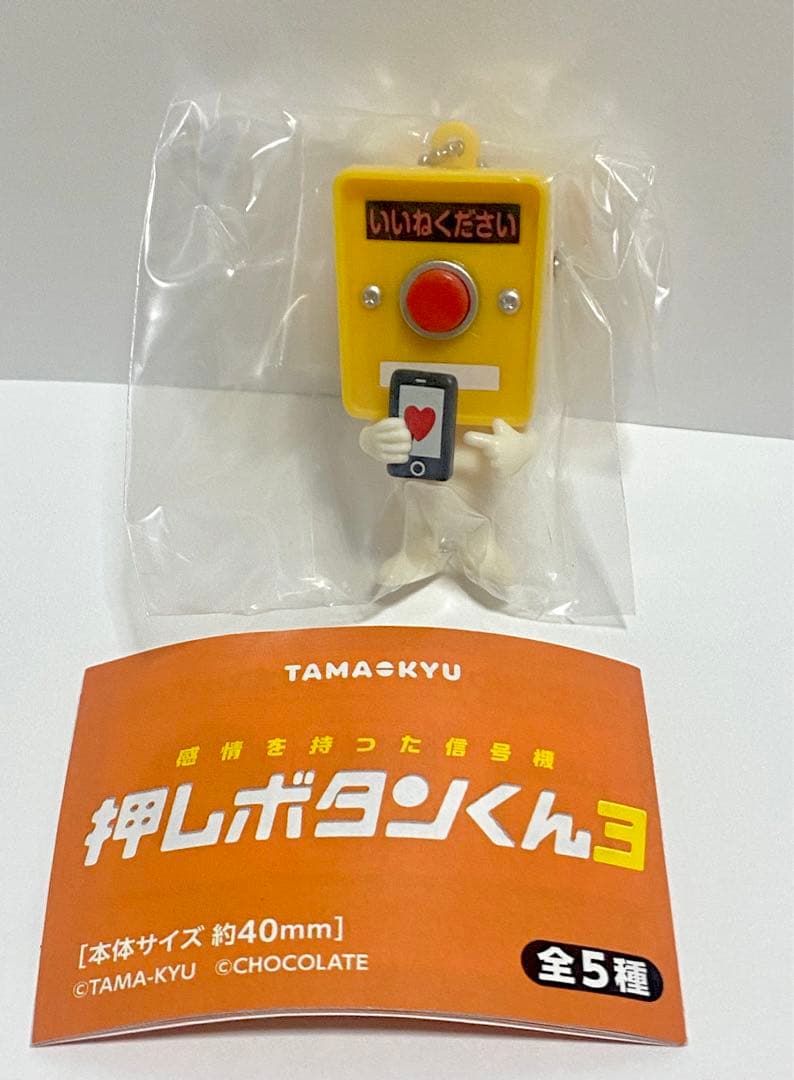 いいねください
TAMA-KYU
感情を持った信号機
押しボタンくん3
[本体サイズ 約40mm]
©TAMA-KYU ©CHOCOLATE
全5種